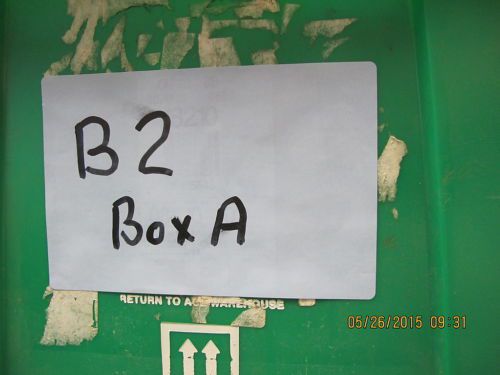 B2
Box A
RETURN TO WAREHOUSE
05/26/2015 09:31